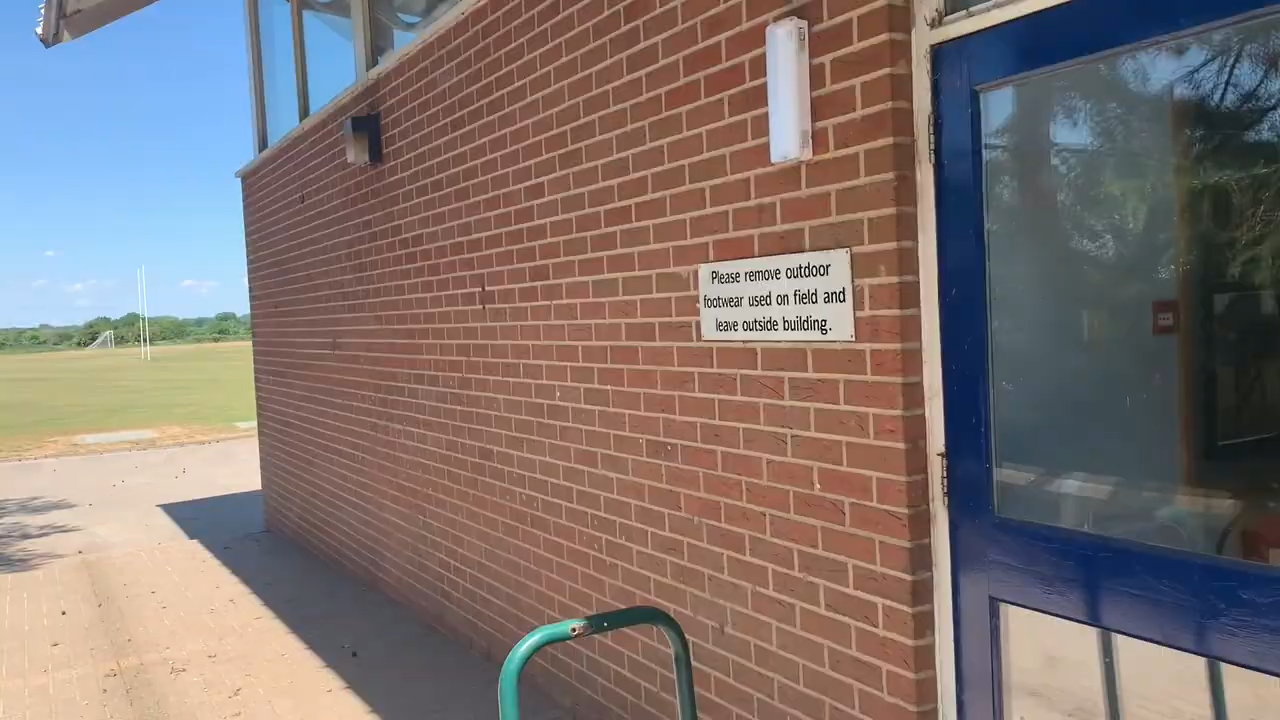 Please remove outdoor
footwear used on field and
leave outside building.